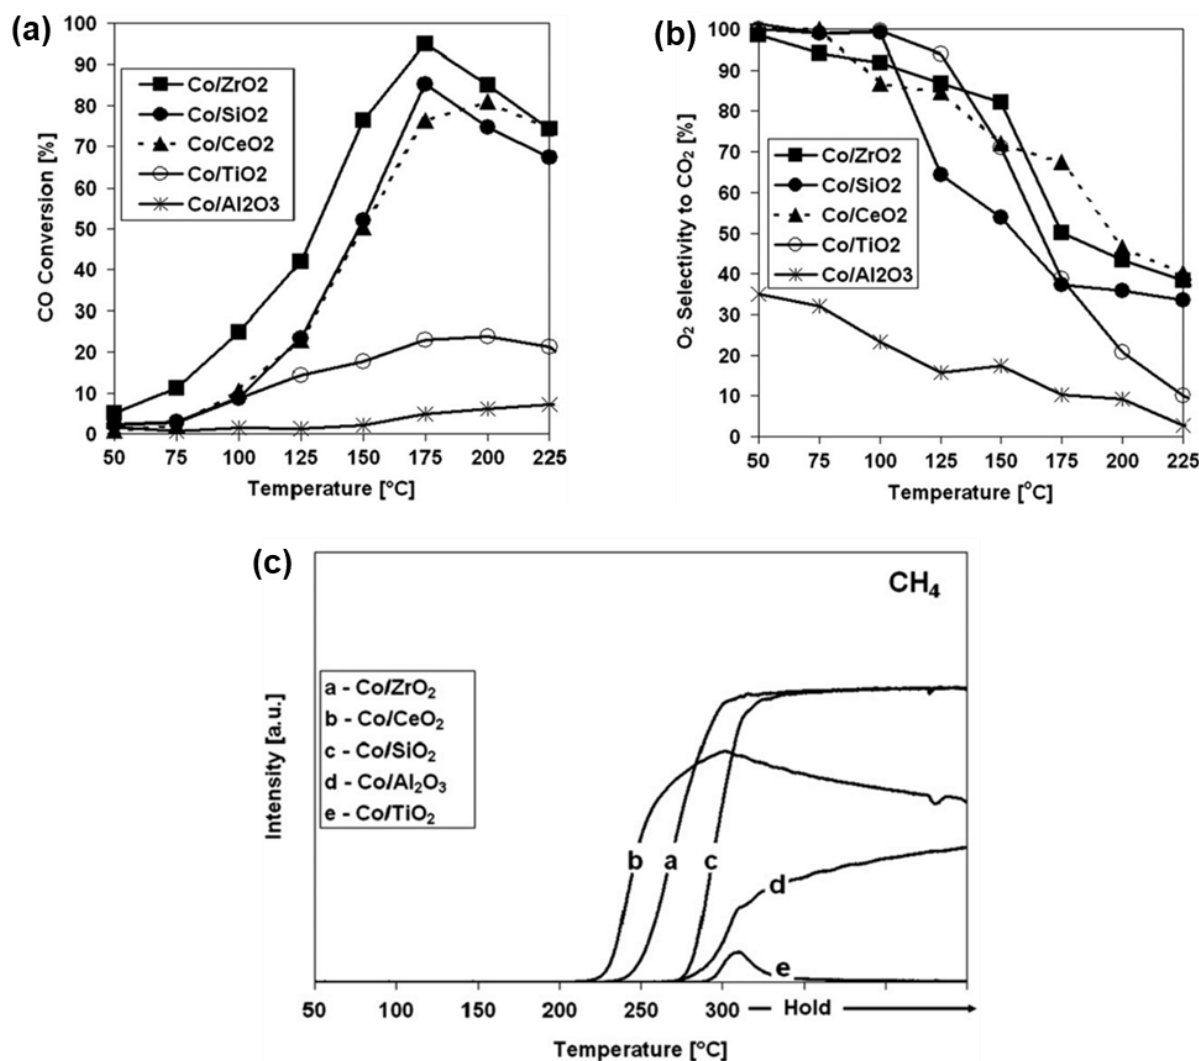 (a)
CO Conversion [%]
100
90
80
70
60
50
40
30
20
10
0
Co/ZrO2
Co/SiO2
Co/CeO2
Co/TiO2
Co/Al2O3
50 75 100 125 150 175 200 225
Temperature [°C]
(b)
O₂ Selectivity to CO₂ [%]
100
90
80
70
60
50
40
30
20
10
0
Co/ZrO2
Co/SiO2
Co/CeO2
Co/TiO2
Co/Al2O3
50 75 100 125 150 175 200 225
Temperature [°C]
(c)
CH₄
Intensity [a.u.]
a - Co/ZrO₂
b - Co/CeO₂
c - Co/SiO₂
d - Co/Al₂O₃
e - Co/TiO₂
b a c
d
e
50 100 150 200 250 300 Hold
Temperature [°C]